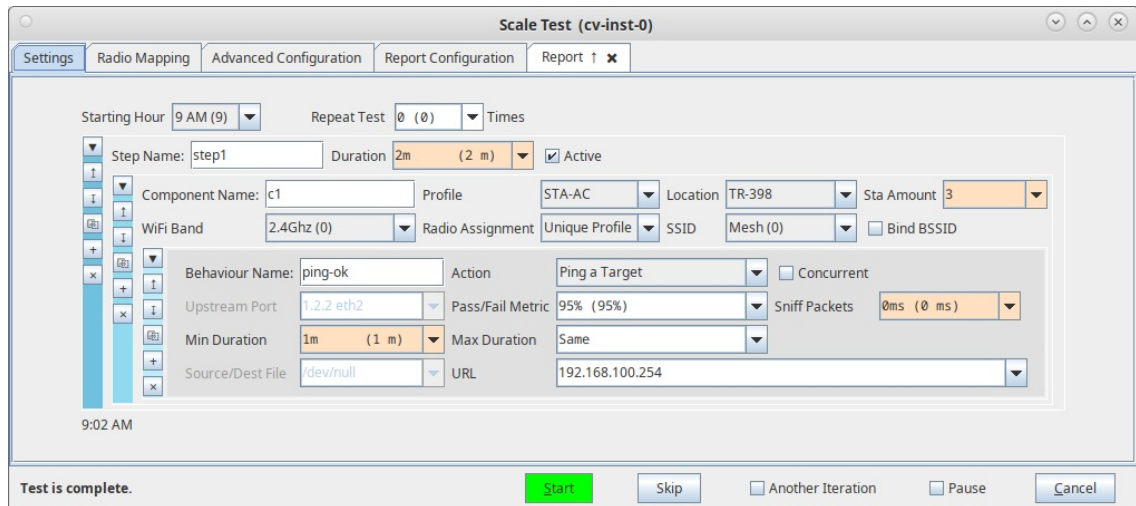 Scale Test (cv-inst-0)
Settings Radio Mapping Advanced Configuration Report Configuration Report ↑ ✖
Starting Hour 9 AM (9) Repeat Test 0 (0) Times
Step Name: step1 Duration 2m (2 m) Active
Component Name: c1 Profile STA-AC Location TR-398 Sta Amount 3
WiFi Band 2.4Ghz (0) Radio Assignment Unique Profile SSID Mesh (0) Bind BSSID
Behaviour Name: ping-ok Action Ping a Target Concurrent
Upstream Port 1.2.2 eth2 Pass/Fail Metric 95% (95%) Sniff Packets 0ms (0 ms)
Min Duration 1m (1 m) Max Duration Same
Source/Dest File /dev/null URL 192.168.100.254
9:02 AM
Test is complete. Start Skip Another Iteration Pause Cancel